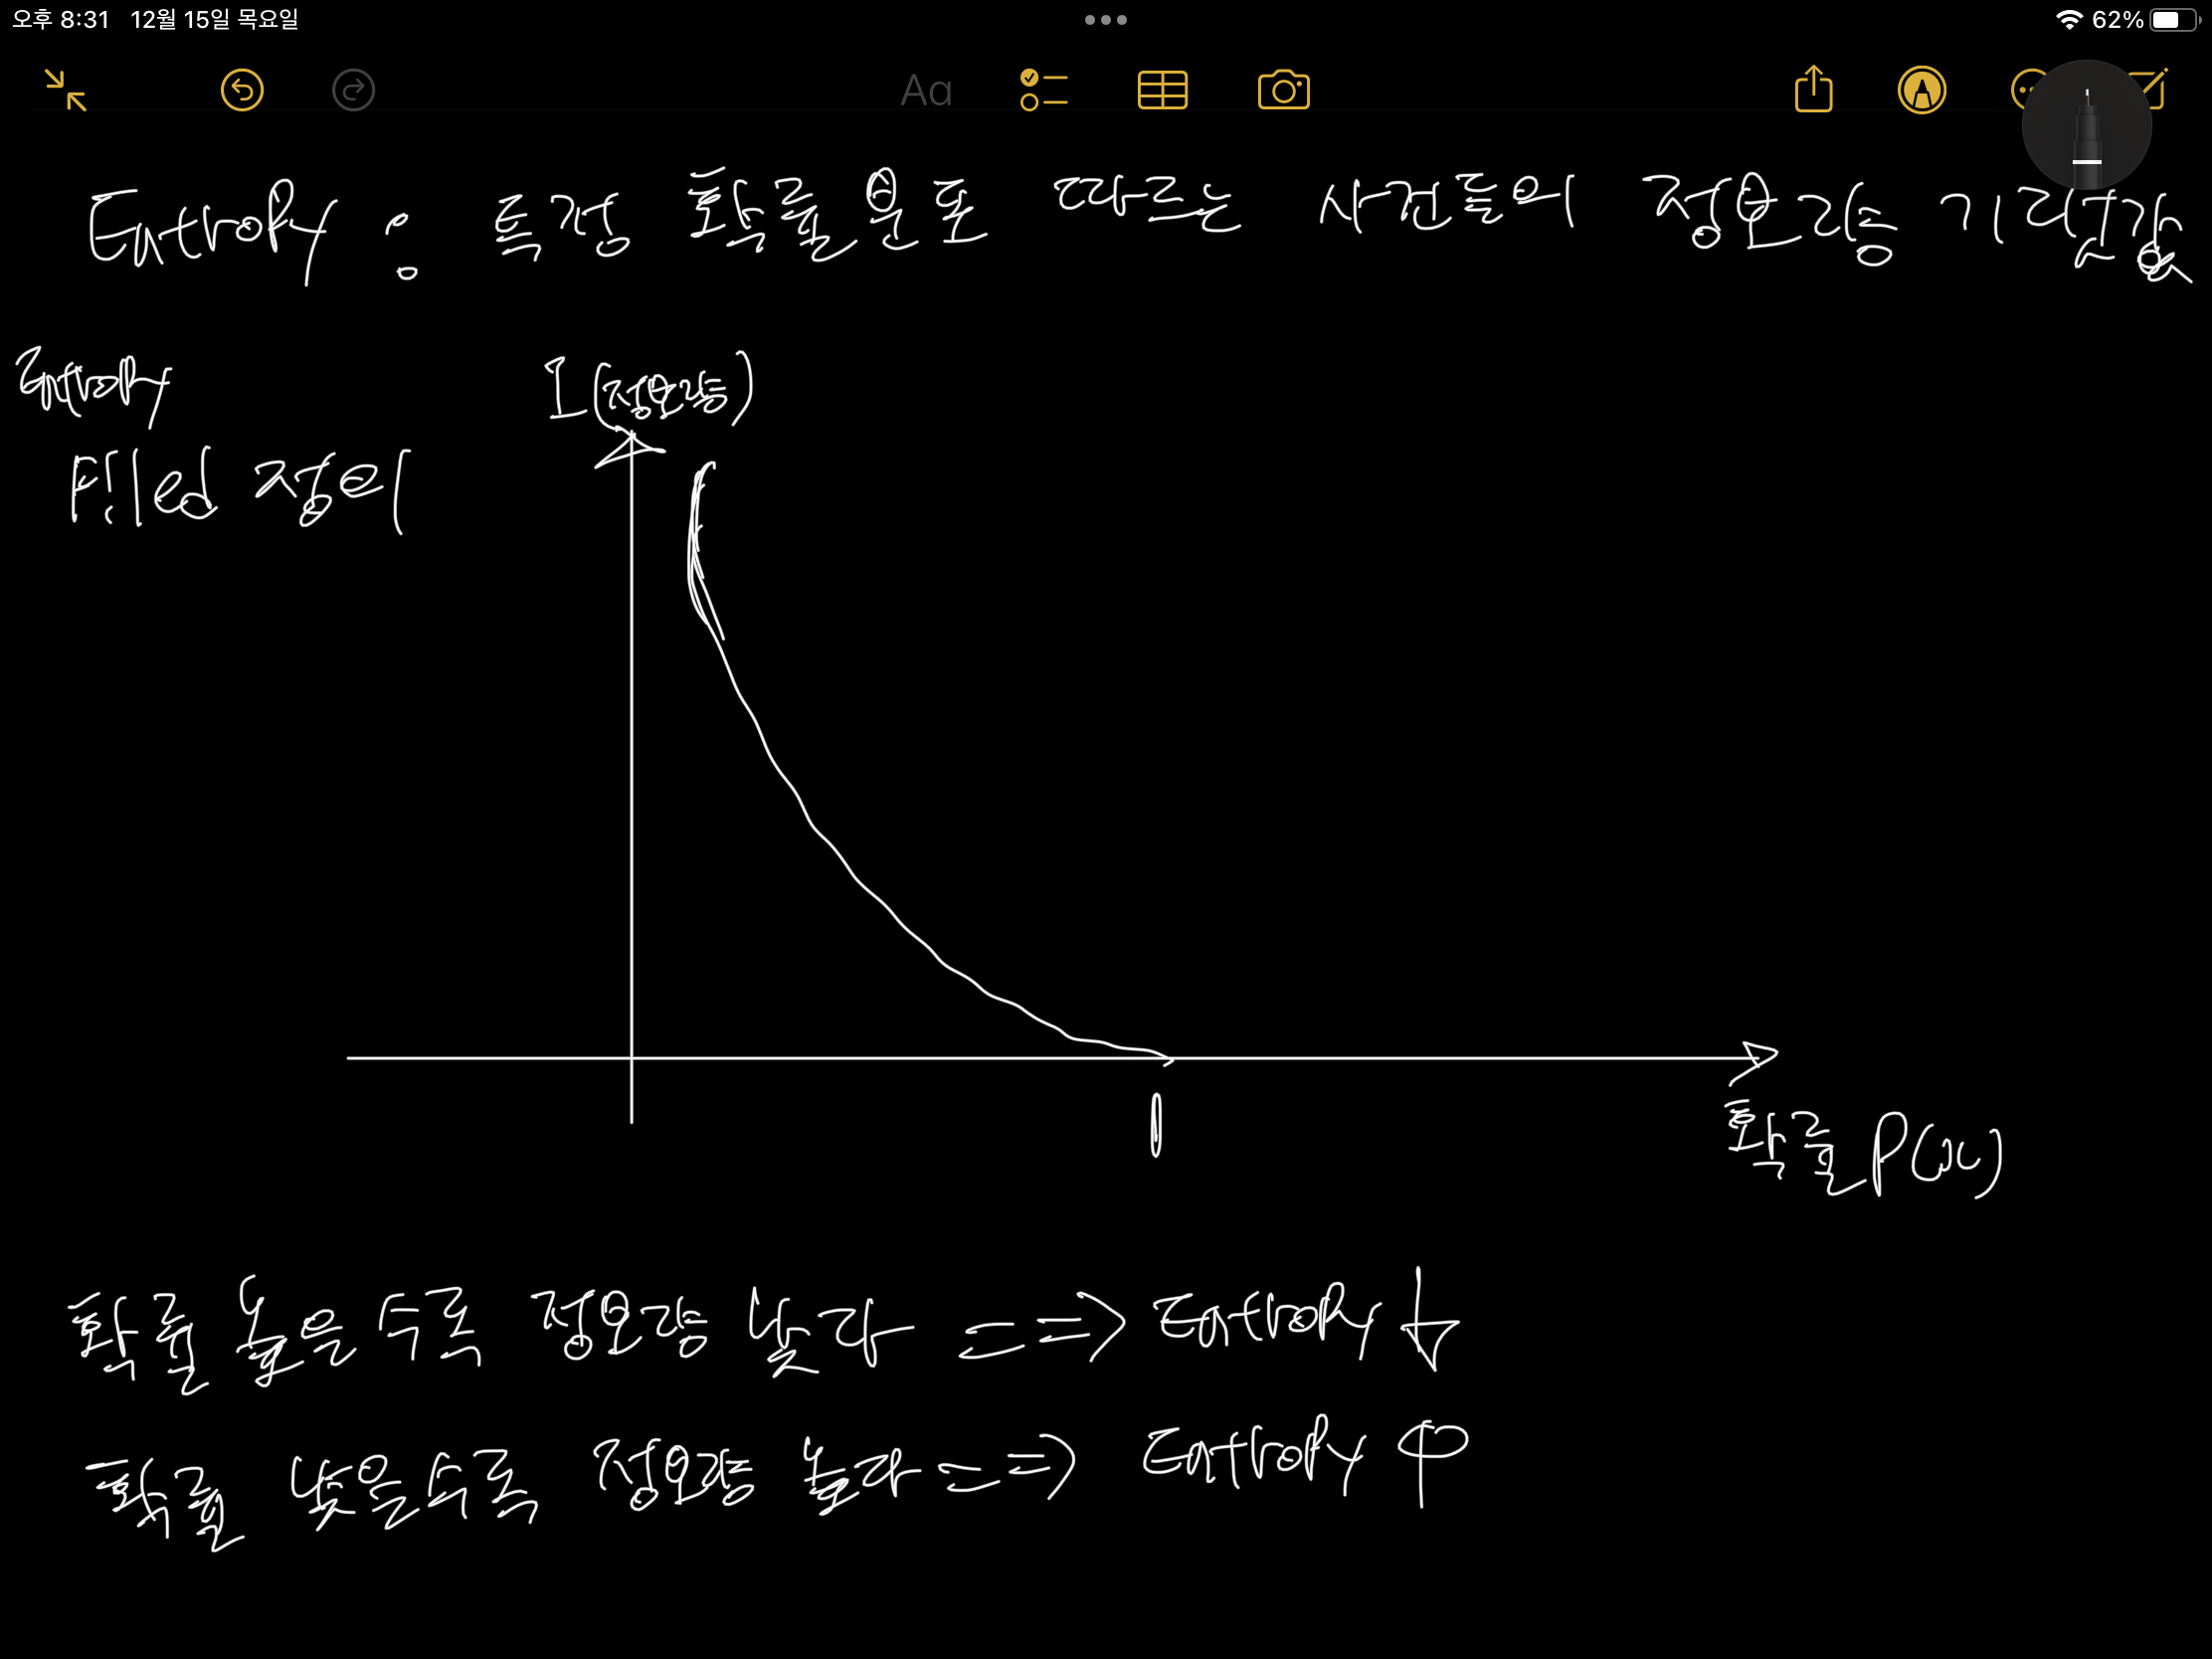 오후 8:31 12월 15일 목요일
62%
Aa
Entropy : 특정 확률분포 따르는 사건들의 정보량 기댓값
Entropy
Filed 정의
I (정보량)
1
확률 P(x)
확률 높을수록 정보량 낮다 ==> Entropy ↓
확률 낮을수록 정보량 높다 ==> Entropy ↑